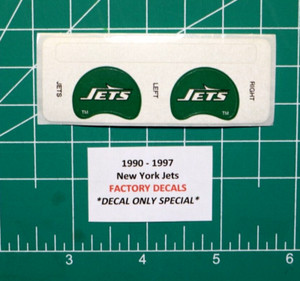 JETS
JETS
TM
LEFT
JETS
TM
RIGHT
1990 - 1997
New York Jets
FACTORY DECALS
*DECAL ONLY SPECIAL*
3
4
5
6